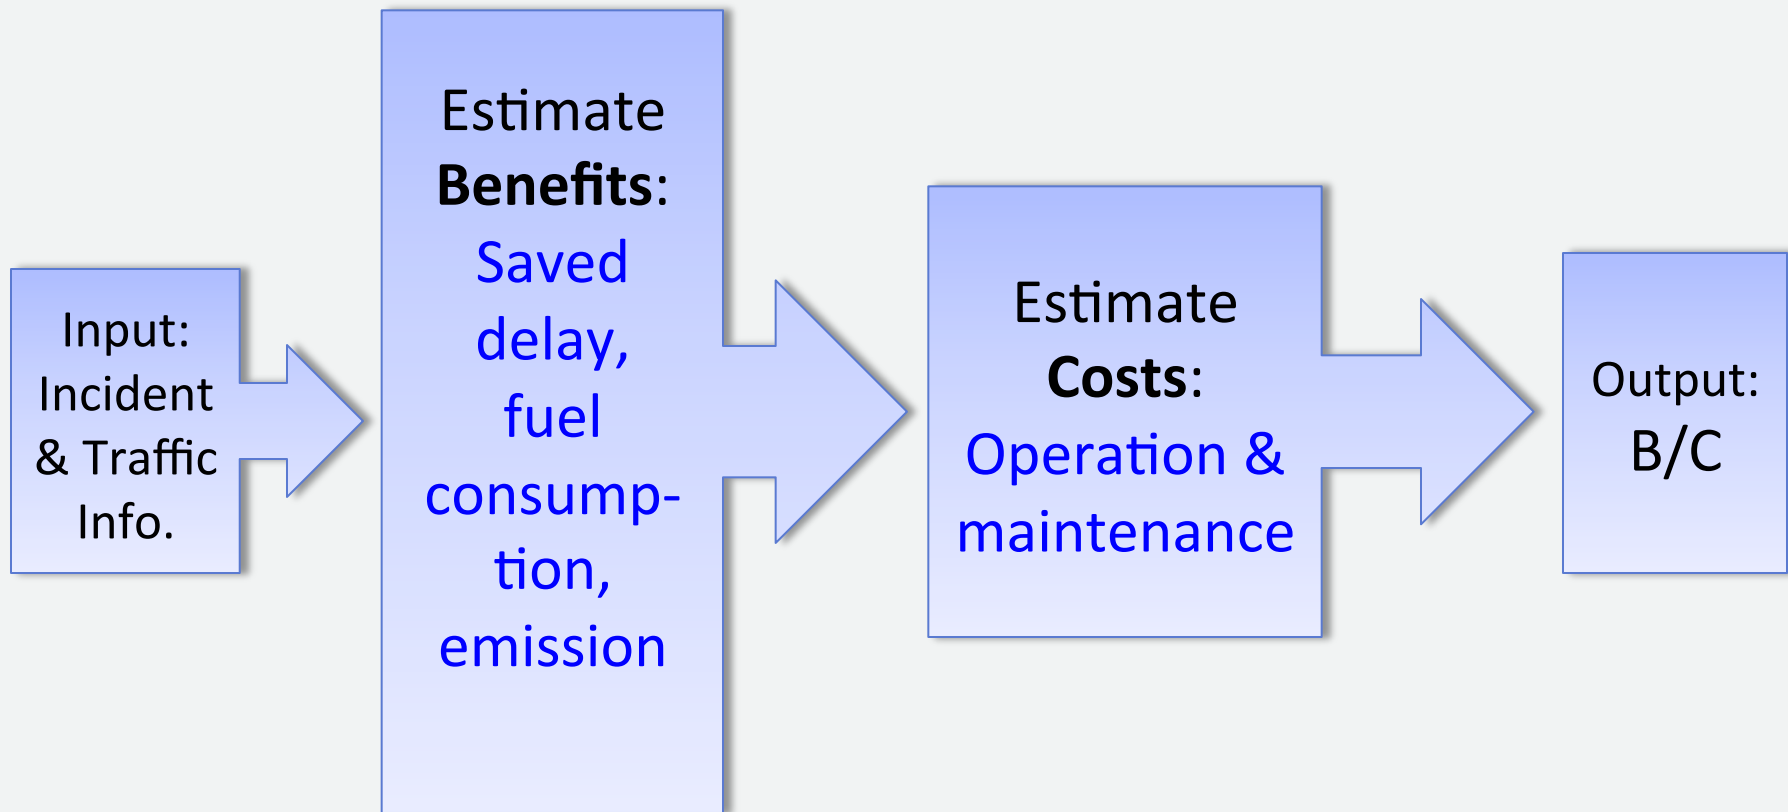 Input:
Incident
& Traffic
Info.
Estimate
Benefits:
Saved
delay,
fuel
consump-
tion,
emission
Estimate
Costs:
Operation &
maintenance
Output:
B/C